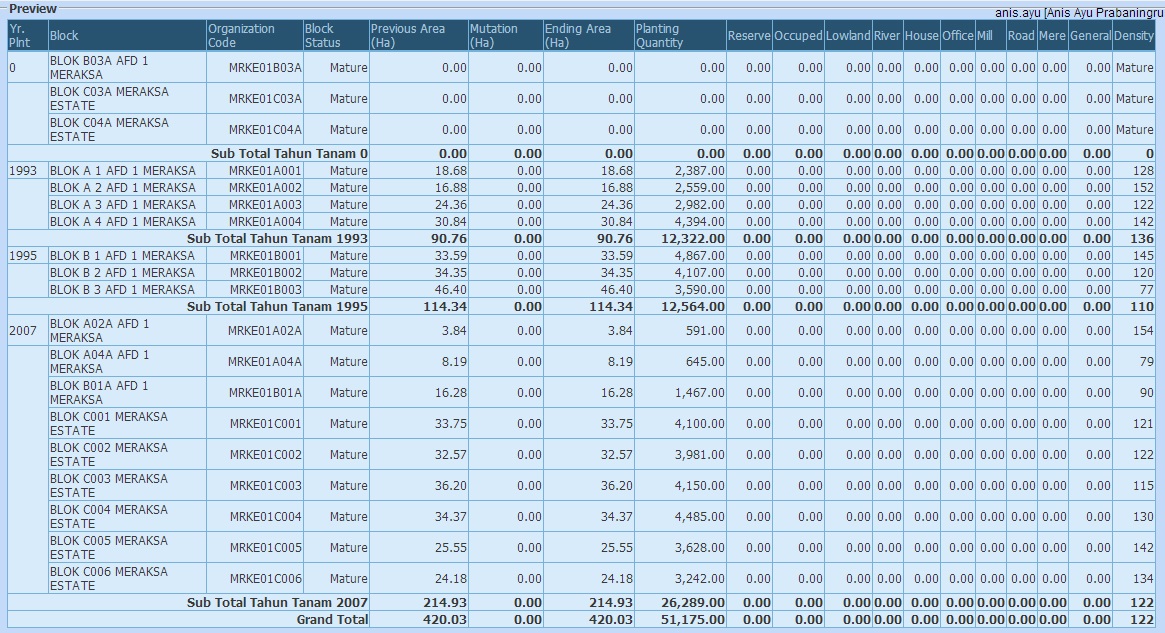 Preview
anis.ayu [Anis Ayu Prabaningru
Yr. Plnt Block Organization Code Block Status Previous Area (Ha) Mutation (Ha) Ending Area (Ha) Planting Quantity Reserve Occuped Lowland River House Office Mill Road Mere General Density
0 BLOK B03A AFD 1 MERAKSA MRKE01B03A Mature 0.00 0.00 0.00 0.00 0.00 0.00 0.00 0.00 0.00 0.00 0.00 0.00 0.00 0.00 Mature
BLOK C03A MERAKSA ESTATE MRKE01C03A Mature 0.00 0.00 0.00 0.00 0.00 0.00 0.00 0.00 0.00 0.00 0.00 0.00 0.00 0.00 Mature
BLOK C04A MERAKSA ESTATE MRKE01C04A Mature 0.00 0.00 0.00 0.00 0.00 0.00 0.00 0.00 0.00 0.00 0.00 0.00 0.00 0.00 Mature
Sub Total Tahun Tanam 0 0.00 0.00 0.00 0.00 0.00 0.00 0.00 0.00 0.00 0.00 0.00 0.00 0.00 0.00 0
1993 BLOK A 1 AFD 1 MERAKSA MRKE01A001 Mature 18.68 0.00 18.68 2,387.00 0.00 0.00 0.00 0.00 0.00 0.00 0.00 0.00 0.00 0.00 128
BLOK A 2 AFD 1 MERAKSA MRKE01A002 Mature 16.88 0.00 16.88 2,559.00 0.00 0.00 0.00 0.00 0.00 0.00 0.00 0.00 0.00 0.00 152
BLOK A 3 AFD 1 MERAKSA MRKE01A003 Mature 24.36 0.00 24.36 2,982.00 0.00 0.00 0.00 0.00 0.00 0.00 0.00 0.00 0.00 0.00 122
BLOK A 4 AFD 1 MERAKSA MRKE01A004 Mature 30.84 0.00 30.84 4,394.00 0.00 0.00 0.00 0.00 0.00 0.00 0.00 0.00 0.00 0.00 142
Sub Total Tahun Tanam 1993 90.76 0.00 90.76 12,322.00 0.00 0.00 0.00 0.00 0.00 0.00 0.00 0.00 0.00 0.00 136
1995 BLOK B 1 AFD 1 MERAKSA MRKE01B001 Mature 33.59 0.00 33.59 4,867.00 0.00 0.00 0.00 0.00 0.00 0.00 0.00 0.00 0.00 0.00 145
BLOK B 2 AFD 1 MERAKSA MRKE01B002 Mature 34.35 0.00 34.35 4,107.00 0.00 0.00 0.00 0.00 0.00 0.00 0.00 0.00 0.00 0.00 120
BLOK B 3 AFD 1 MERAKSA MRKE01B003 Mature 46.40 0.00 46.40 3,590.00 0.00 0.00 0.00 0.00 0.00 0.00 0.00 0.00 0.00 0.00 77
Sub Total Tahun Tanam 1995 114.34 0.00 114.34 12,564.00 0.00 0.00 0.00 0.00 0.00 0.00 0.00 0.00 0.00 0.00 110
2007 BLOK A02A AFD 1 MERAKSA MRKE01A02A Mature 3.84 0.00 3.84 591.00 0.00 0.00 0.00 0.00 0.00 0.00 0.00 0.00 0.00 0.00 154
BLOK A04A AFD 1 MERAKSA MRKE01A04A Mature 8.19 0.00 8.19 645.00 0.00 0.00 0.00 0.00 0.00 0.00 0.00 0.00 0.00 0.00 79
BLOK B01A AFD 1 MERAKSA MRKE01B01A Mature 16.28 0.00 16.28 1,467.00 0.00 0.00 0.00 0.00 0.00 0.00 0.00 0.00 0.00 0.00 90
BLOK C001 MERAKSA ESTATE MRKE01C001 Mature 33.75 0.00 33.75 4,100.00 0.00 0.00 0.00 0.00 0.00 0.00 0.00 0.00 0.00 0.00 121
BLOK C002 MERAKSA ESTATE MRKE01C002 Mature 32.57 0.00 32.57 3,981.00 0.00 0.00 0.00 0.00 0.00 0.00 0.00 0.00 0.00 0.00 122
BLOK C003 MERAKSA ESTATE MRKE01C003 Mature 36.20 0.00 36.20 4,150.00 0.00 0.00 0.00 0.00 0.00 0.00 0.00 0.00 0.00 0.00 115
BLOK C004 MERAKSA ESTATE MRKE01C004 Mature 34.37 0.00 34.37 4,485.00 0.00 0.00 0.00 0.00 0.00 0.00 0.00 0.00 0.00 0.00 130
BLOK C005 MERAKSA ESTATE MRKE01C005 Mature 25.55 0.00 25.55 3,628.00 0.00 0.00 0.00 0.00 0.00 0.00 0.00 0.00 0.00 0.00 142
BLOK C006 MERAKSA ESTATE MRKE01C006 Mature 24.18 0.00 24.18 3,242.00 0.00 0.00 0.00 0.00 0.00 0.00 0.00 0.00 0.00 0.00 134
Sub Total Tahun Tanam 2007 214.93 0.00 214.93 26,289.00 0.00 0.00 0.00 0.00 0.00 0.00 0.00 0.00 0.00 0.00 122
Grand Total 420.03 0.00 420.03 51,175.00 0.00 0.00 0.00 0.00 0.00 0.00 0.00 0.00 0.00 0.00 122